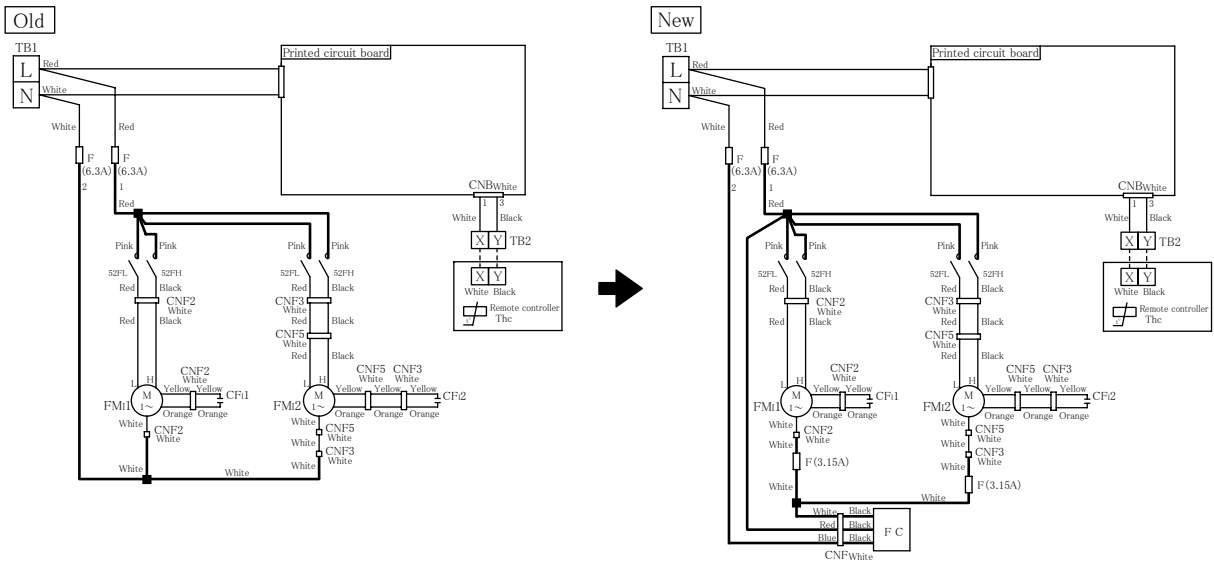 Old
TB1
L
N
Red
White
Printed circuit board
White
Red
F
(6.3A)
2
F
(6.3A)
1
CNB White
1
3
White
Black
X Y
TB2
X Y
White Black
Remote controller
Thc
t°
Red
Pink
Pink
Pink
Pink
52FL
52FH
52FL
52FH
Red
Black
Red
Black
CNF2
White
CNF3
White
Red
Black
Red
Black
CNF5
White
Red
Black
L
H
M
1~
FMI1
CNF2
White
Yellow
Yellow
CFI1
Orange
Orange
L
H
M
1~
FMI2
CNF5
White
CNF3
White
Yellow
Yellow
Yellow
CFI2
Orange
Orange
Orange
White
CNF2
White
White
White
CNF5
White
White
CNF3
White
White
White
New
TB1
L
N
Red
White
Printed circuit board
White
Red
F
(6.3A)
2
F
(6.3A)
1
CNB White
1
3
White
Black
X Y
TB2
X Y
White Black
Remote controller
Thc
t°
Red
Pink
Pink
Pink
Pink
52FL
52FH
52FL
52FH
Red
Black
Red
Black
CNF2
White
CNF3
White
Red
Black
Red
Black
CNF5
White
Red
Black
L
H
M
1~
FMI1
CNF2
White
Yellow
Yellow
CFI1
Orange
Orange
L
H
M
1~
FMI2
CNF5
White
CNF3
White
Yellow
Yellow
Yellow
CFI2
Orange
Orange
Orange
White
CNF2
White
White
F(3.15A)
White
White
CNF5
White
White
CNF3
White
White
F(3.15A)
White
White
White Black
Red Black
Blue Black
F C
CNF White